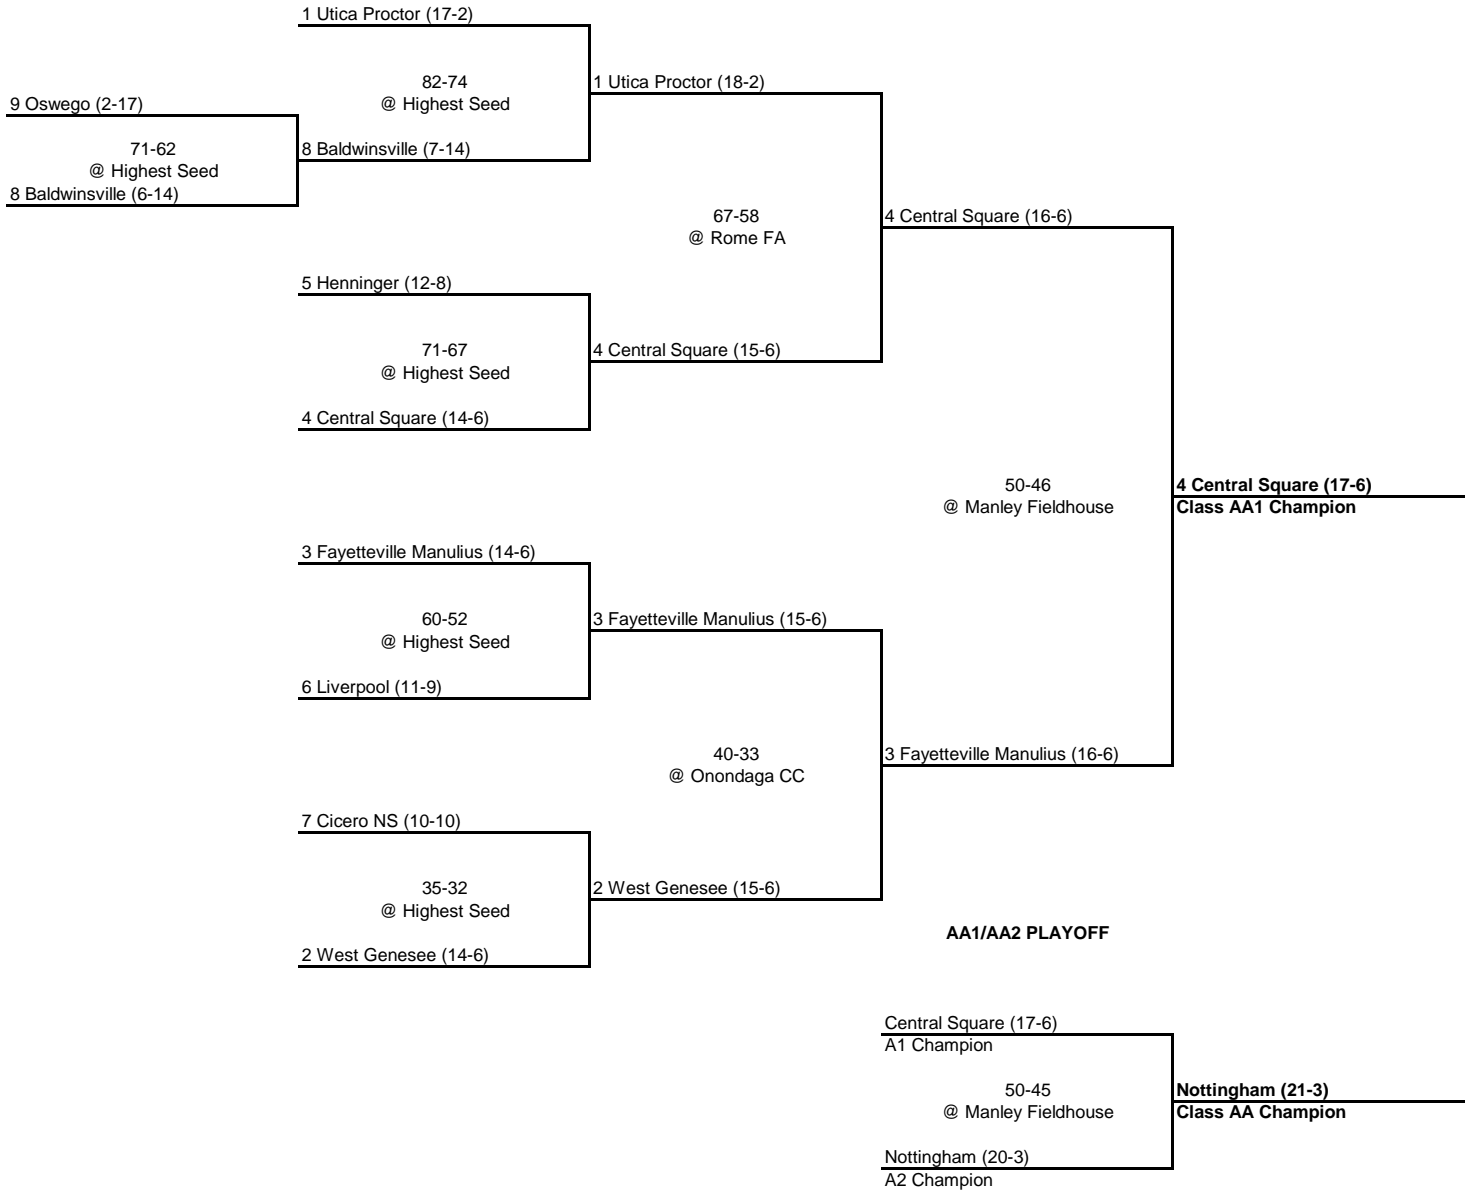 1 Utica Proctor (17-2)
82-74
@ Highest Seed
1 Utica Proctor (18-2)
9 Oswego (2-17)
71-62
@ Highest Seed
8 Baldwinsville (7-14)
8 Baldwinsville (6-14)
67-58
@ Rome FA
4 Central Square (16-6)
5 Henninger (12-8)
71-67
@ Highest Seed
4 Central Square (15-6)
4 Central Square (14-6)
50-46
@ Manley Fieldhouse
4 Central Square (17-6)
Class AA1 Champion
3 Fayetteville Manulius (14-6)
60-52
@ Highest Seed
3 Fayetteville Manulius (15-6)
6 Liverpool (11-9)
40-33
@ Onondaga CC
3 Fayetteville Manulius (16-6)
7 Cicero NS (10-10)
35-32
@ Highest Seed
2 West Genesee (15-6)
2 West Genesee (14-6)
AA1/AA2 PLAYOFF
Central Square (17-6)
A1 Champion
50-45
@ Manley Fieldhouse
Nottingham (21-3)
Class AA Champion
Nottingham (20-3)
A2 Champion